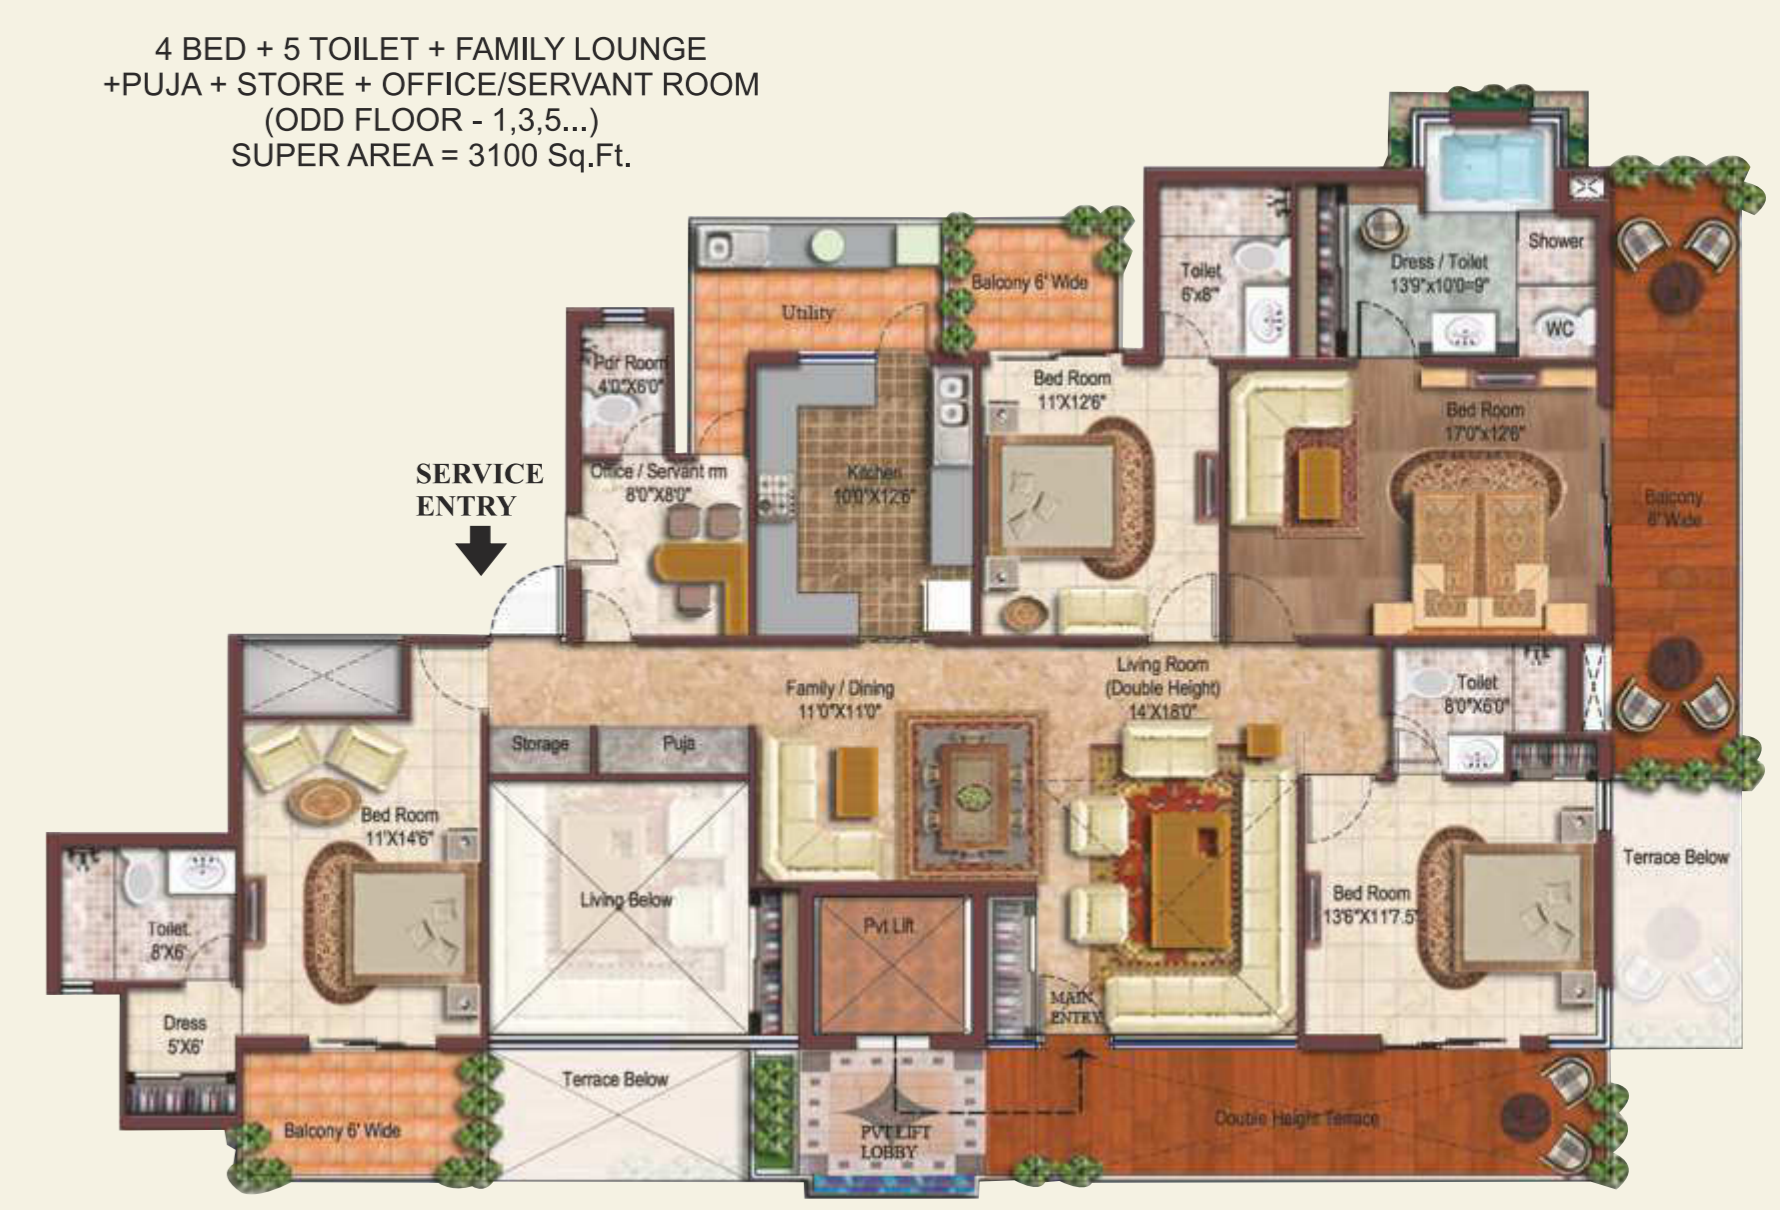 4 BED + 5 TOILET + FAMILY LOUNGE
+PUJA + STORE + OFFICE/SERVANT ROOM
(ODD FLOOR - 1,3,5...)
SUPER AREA = 3100 Sq.Ft.
Shower
Toilet
6'x8'"
Dress / Toilet
13'9"x10'0=9"
WC
Balcony 6' Wide
Utility
Pdr Room
4'0"X6'0"
Bed Room
11'X12'6"
Bed Room
17'0"x12'6"
SERVICE
ENTRY
Office / Servant rm
8'0"X8'0"
Kitchen
10'0"X12'6"
Balcony
6' Wide
Family / Dining
11'0"X11'0"
Living Room
(Double Height)
14'X18'0"
Toilet
8'0"X6'0"
Storage
Puja
Bed Room
11'X14'6"
Living Below
Pvt Lift
Bed Room
13'6"X11'7.5"
Terrace Below
Toilet
8'X6'
MAIN
ENTRY
Dress
5'X6'
Terrace Below
Balcony 6' Wide
PVT LIFT
LOBBY
Double Height Terrace